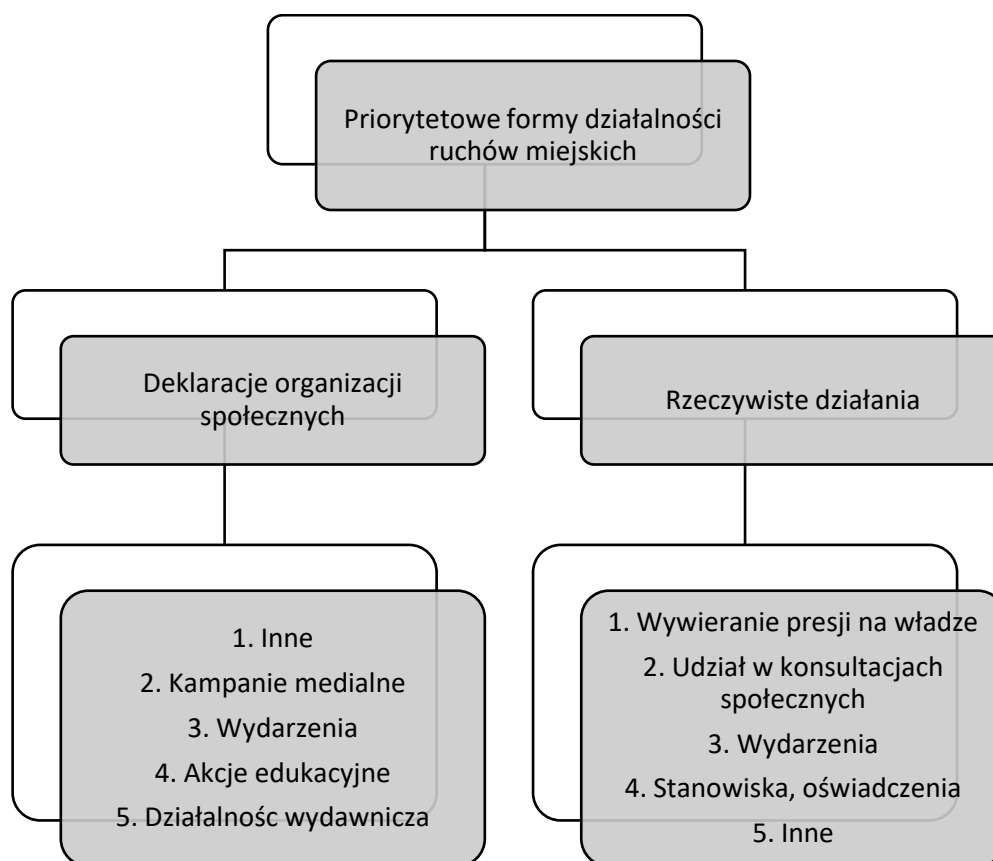 Priorytetowe formy działalności
ruchów miejskich
Deklaracje organizacji
społecznych
Rzeczywiste działania
1. Inne
2. Kampanie medialne
3. Wydarzenia
4. Akcje edukacyjne
5. Działalnośc wydawnicza
1. Wywieranie presji na władze
2. Udział w konsultacjach
społecznych
3. Wydarzenia
4. Stanowiska, oświadczenia
5. Inne